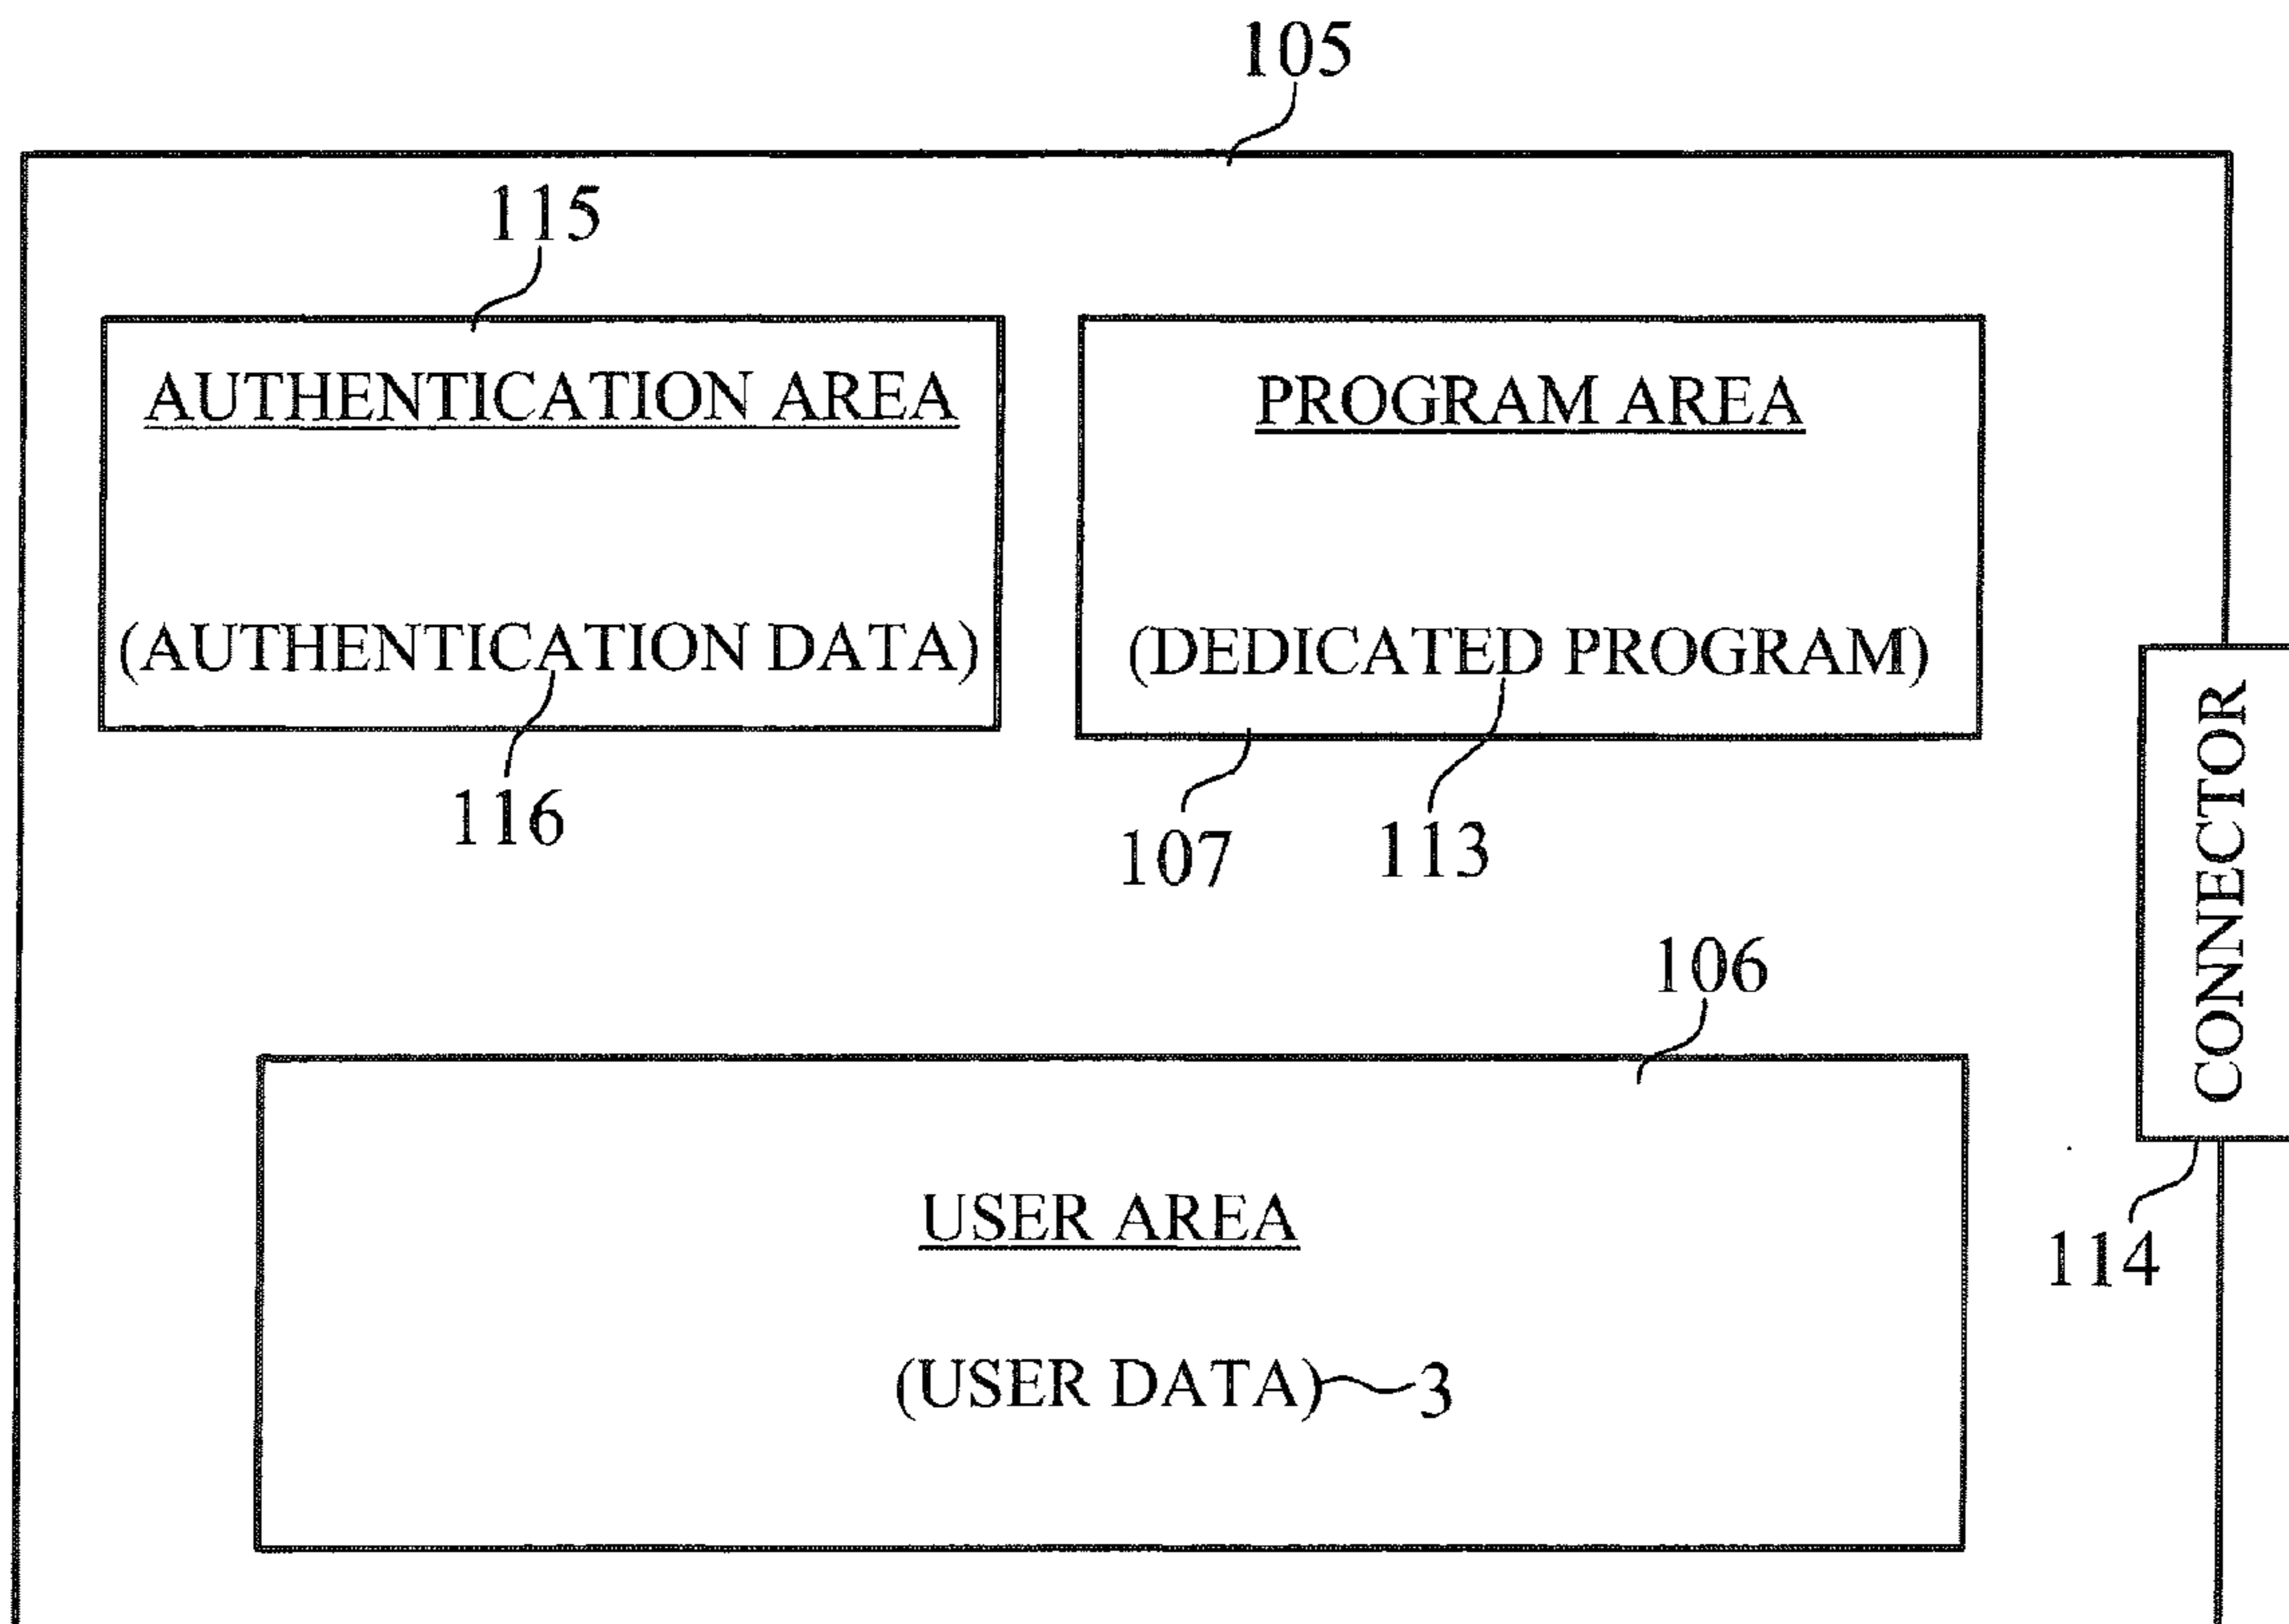 105
115
AUTHENTICATION AREA
PROGRAM AREA
(AUTHENTICATION DATA)
(DEDICATED PROGRAM)
116
107
113
CONNECTOR
106
114
USER AREA
(USER DATA)
3